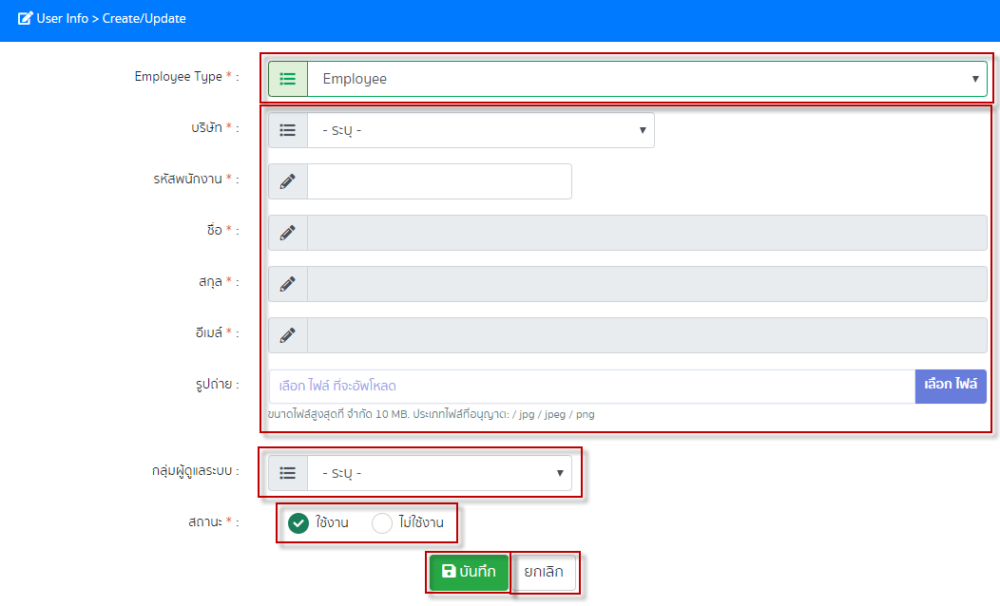 User Info > Create/Update
Employee Type * : Employee
บริษัท * : - ระบุ -
รหัสพนักงาน * :
ชื่อ * :
สกุล * :
อีเมล์ * :
รูปถ่าย : เลือก ไฟล์ ที่จะอัพโหลด เลือก ไฟล์
ขนาดไฟล์สูงสุดที่ จำกัด 10 MB. ประเภทไฟล์ที่อนุญาต: / jpg / jpeg / png
กลุ่มผู้ดูแลระบบ : - ระบุ -
สถานะ * : ใช้งาน ไม่ใช้งาน
บันทึก ยกเลิก